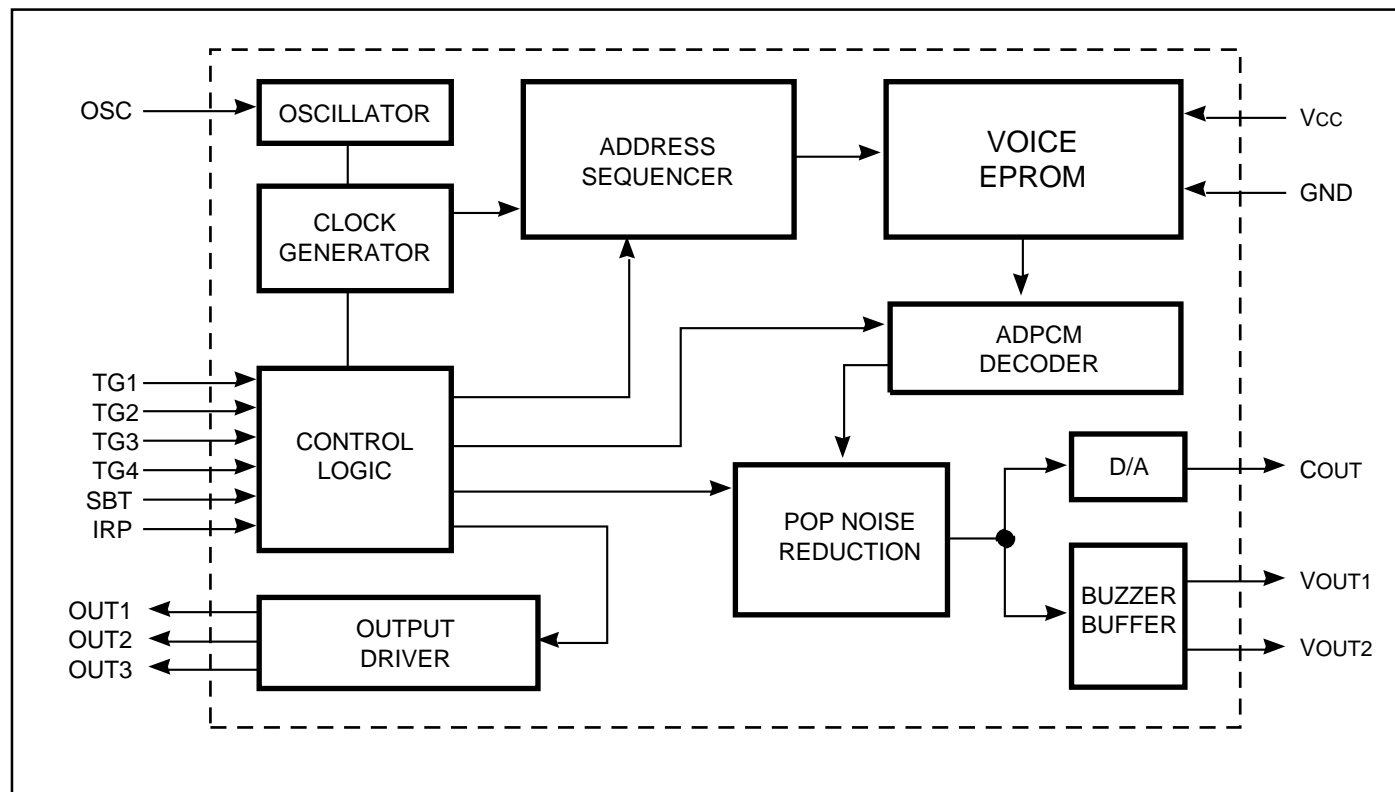 OSC
OSCILLATOR
ADDRESS
SEQUENCER
VOICE
EPROM
VCC
GND
CLOCK
GENERATOR
ADPCM
DECODER
TG1
TG2
TG3
TG4
SBT
IRP
CONTROL
LOGIC
POP NOISE
REDUCTION
D/A
COUT
BUZZER
BUFFER
VOUT1
VOUT2
OUT1
OUT2
OUT3
OUTPUT
DRIVER